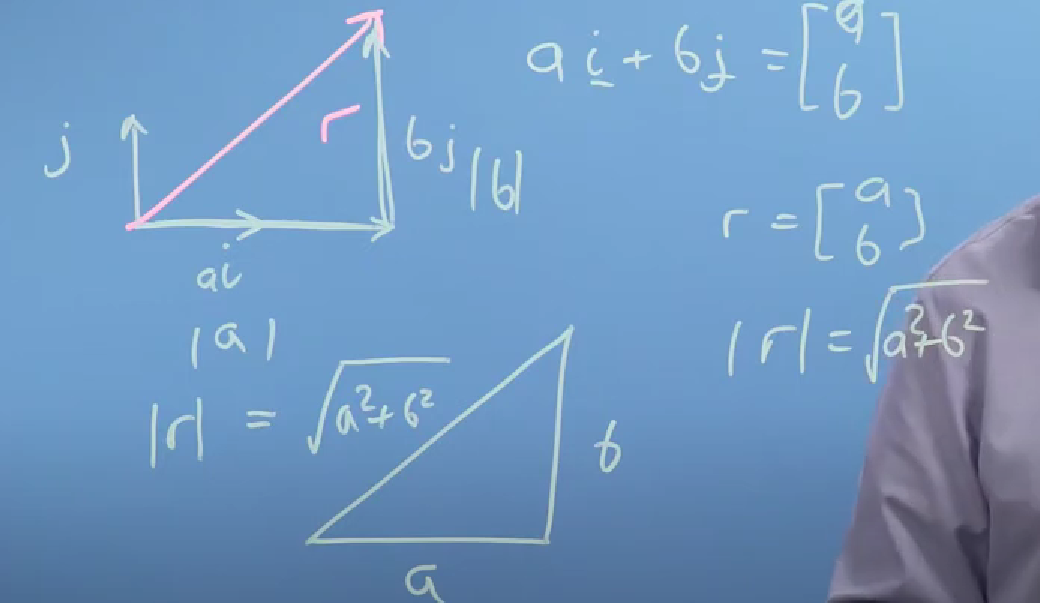 ai + bj = [a b]
r
j
bj
|b|
r = [a b]
ai
|a|
|r| = √a²+b²
|r| = √a²+b²
b
a